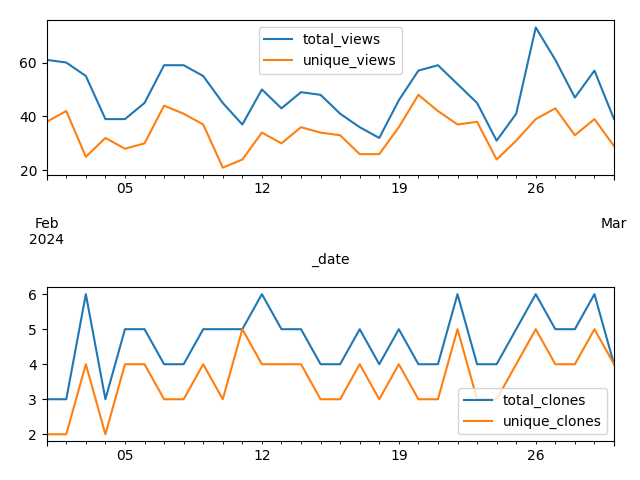 total_views
unique_views
60
40
20
05 12 19 26
Feb
2024
Mar
_date
6
5
4
3
2
total_clones
unique_clones
05 12 19 26